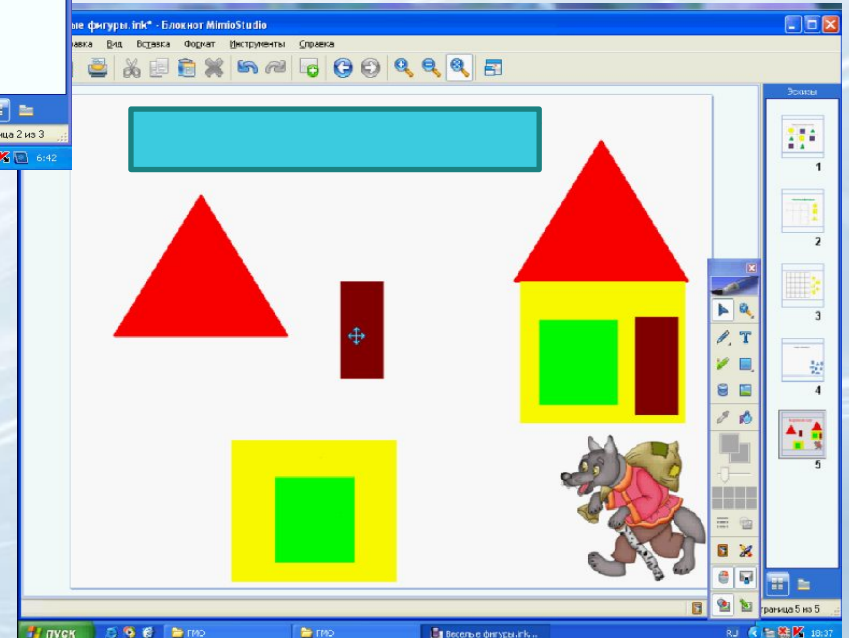 ые фигуры.ink* - Блокнот MimioStudio
авка Вид Вставка Формат Инструменты Справка
Эскизы
1
2
3
4
5
ица 2 из 3
6:42
T
раница 5 из 5
пуск
ГМО
ГМО
Веселые фигуры.ink...
RU
18:37